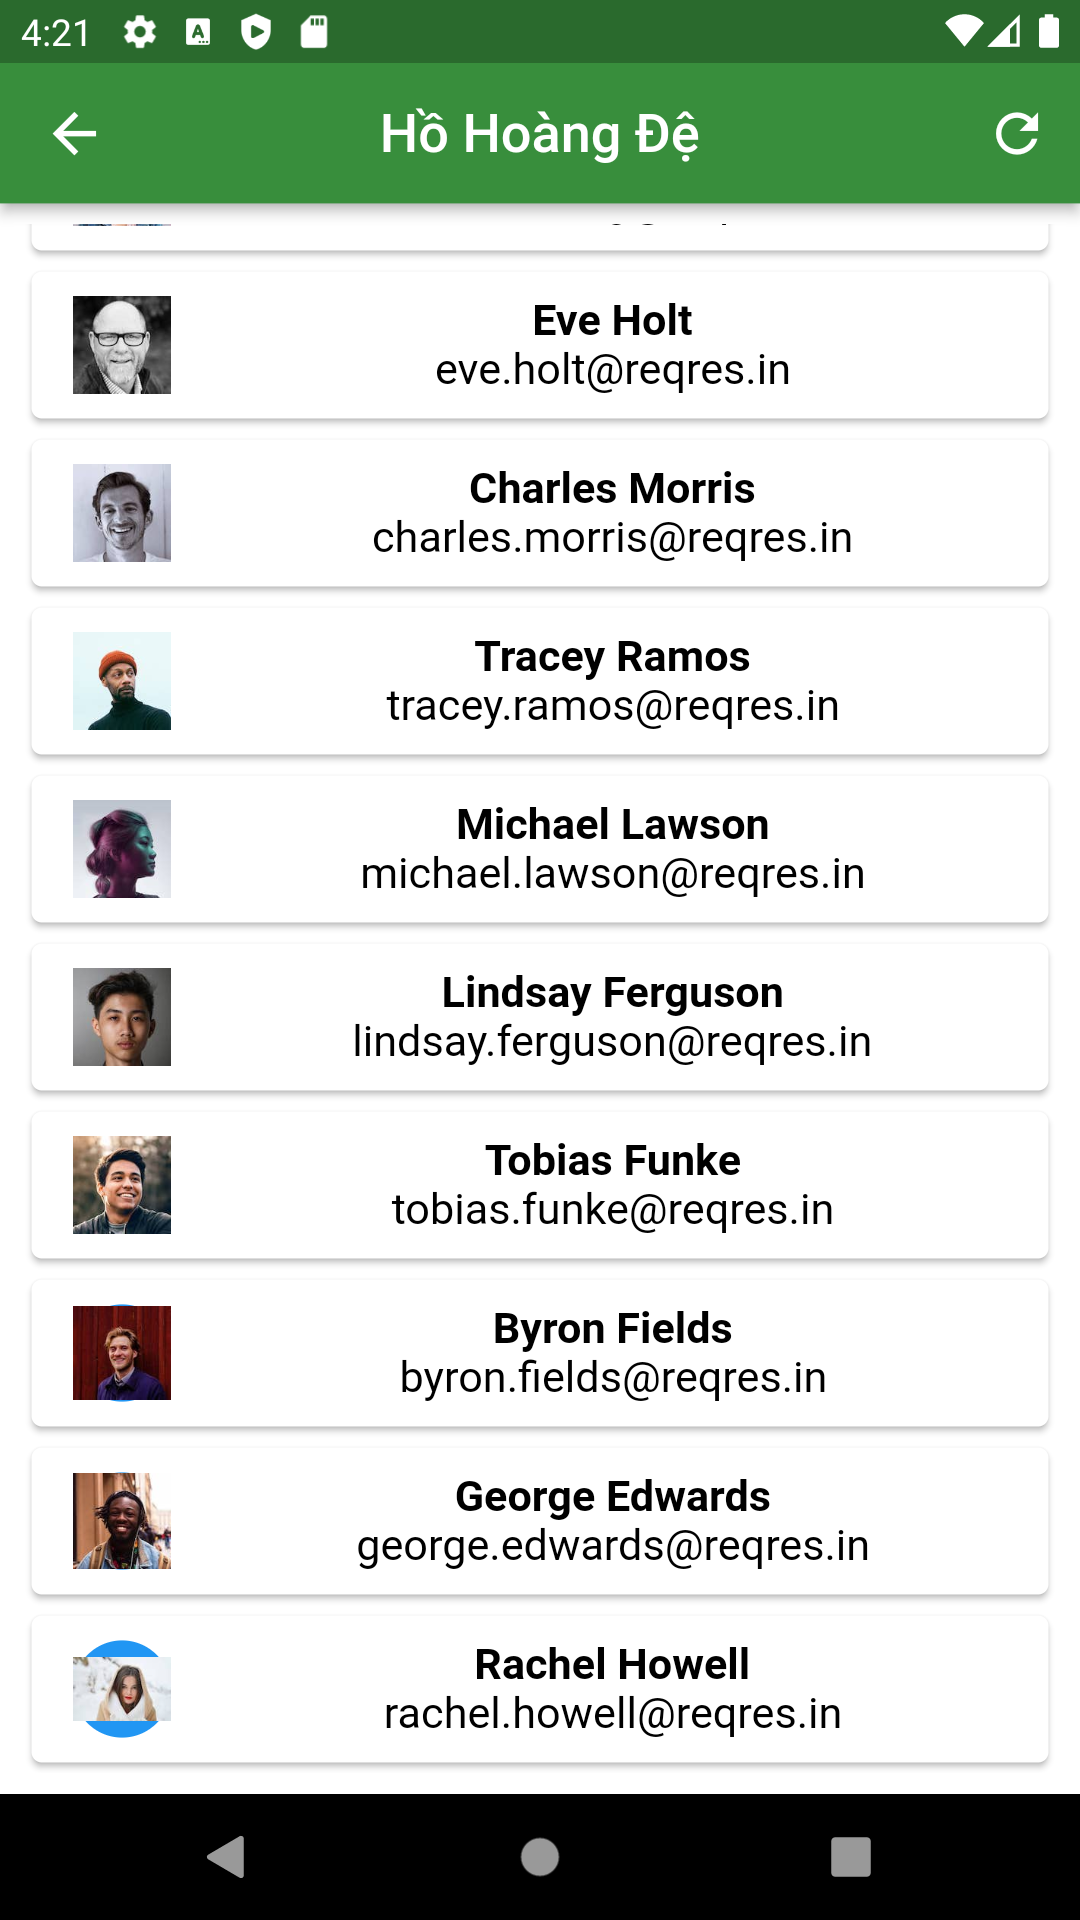 4:21
Hồ Hoàng Đệ
Eve Holt
eve.holt@reqres.in
Charles Morris
charles.morris@reqres.in
Tracey Ramos
tracey.ramos@reqres.in
Michael Lawson
michael.lawson@reqres.in
Lindsay Ferguson
lindsay.ferguson@reqres.in
Tobias Funke
tobias.funke@reqres.in
Byron Fields
byron.fields@reqres.in
George Edwards
george.edwards@reqres.in
Rachel Howell
rachel.howell@reqres.in